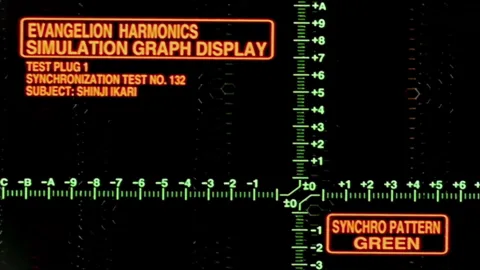 EVANGELION HARMONICS
SIMULATION GRAPH DISPLAY
TEST PLUG 1
SYNCHRONIZATION TEST NO. 132
SUBJECT: SHINJI IKARI
+A
+9
+8
+7
+6
+5
+4
+3
+2
+1
C -B -A -9 -8 -7 -6 -5 -4 -3 -2 -1 ±0 +1 +2 +3 +4 +5 +6
±0
-1
-2
-3
SYNCHRO PATTERN
GREEN